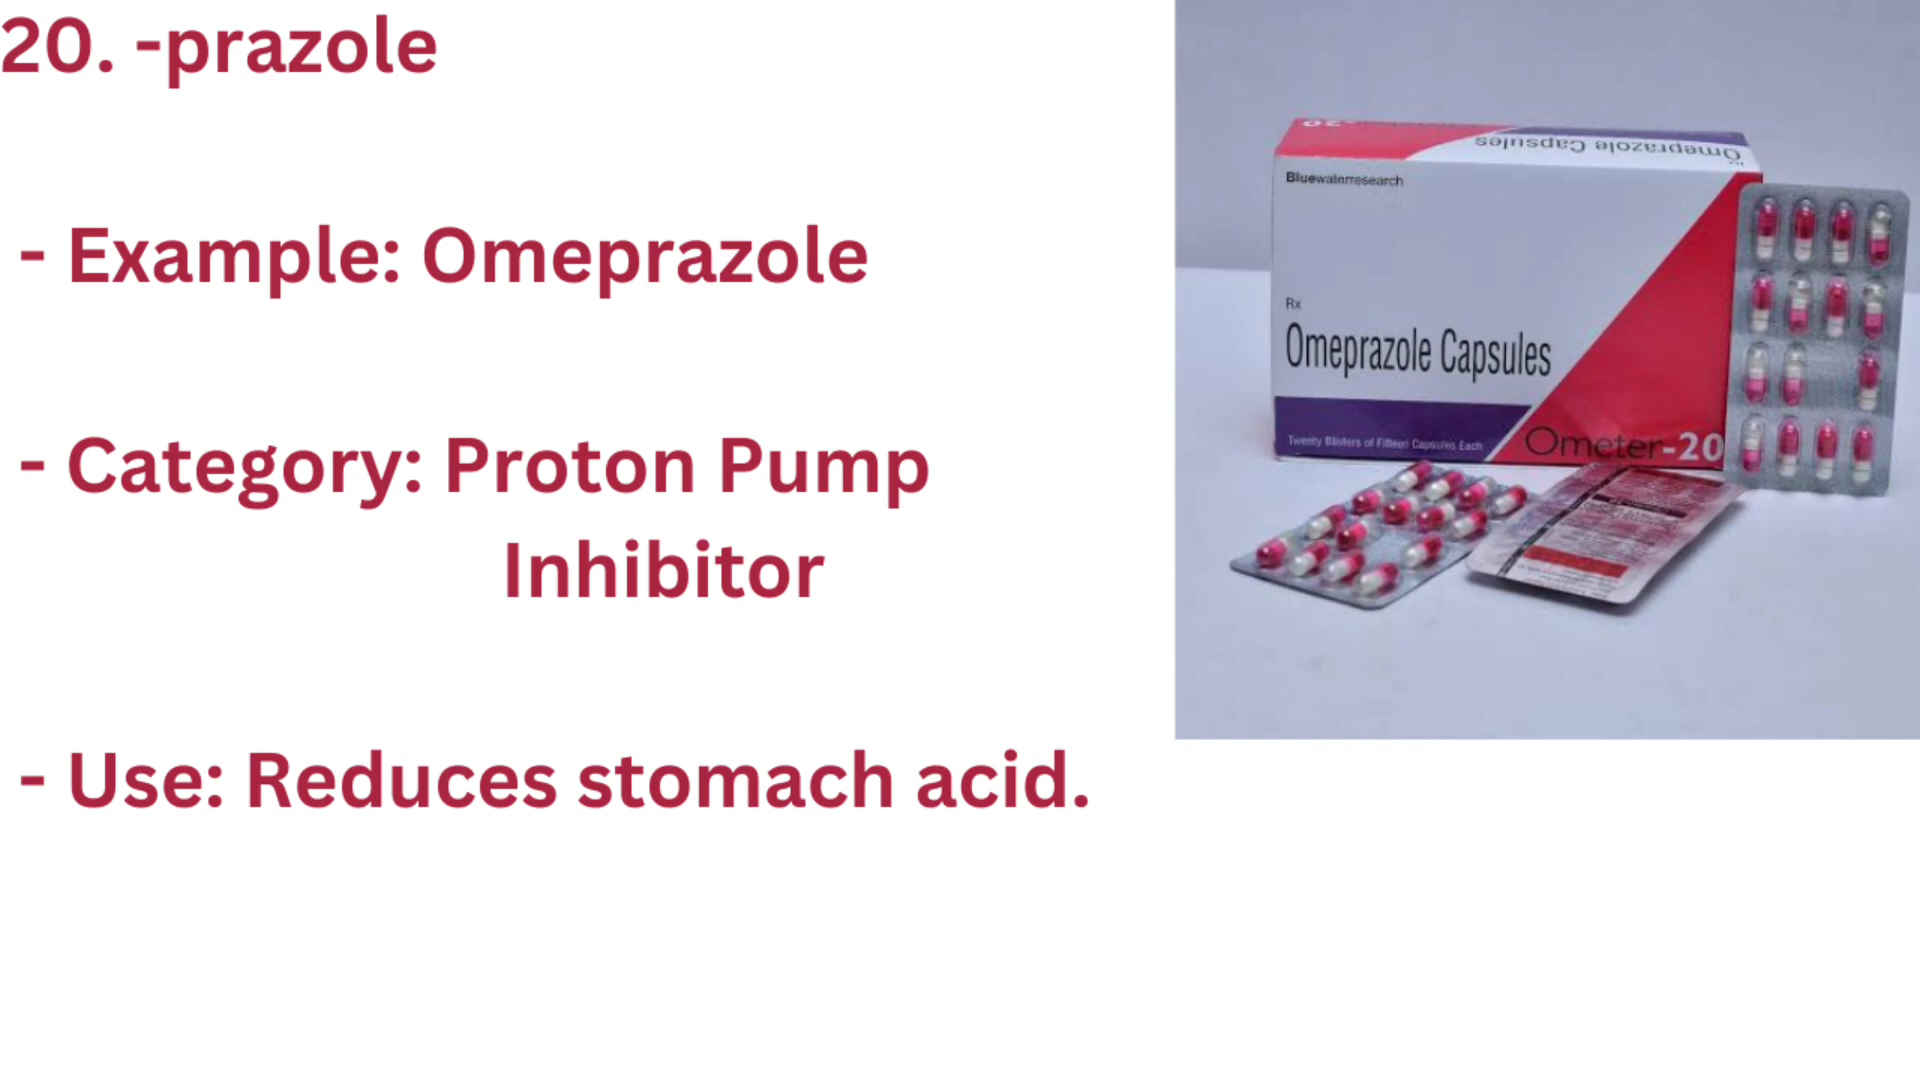 20. -prazole
- Example: Omeprazole
- Category: Proton Pump
Inhibitor
- Use: Reduces stomach acid.
Omeprazole Capsules
Bluewaterresearch
Rx
Omeprazole Capsules
Twenty Blisters of Fifteen Capsules Each
Ometer-20